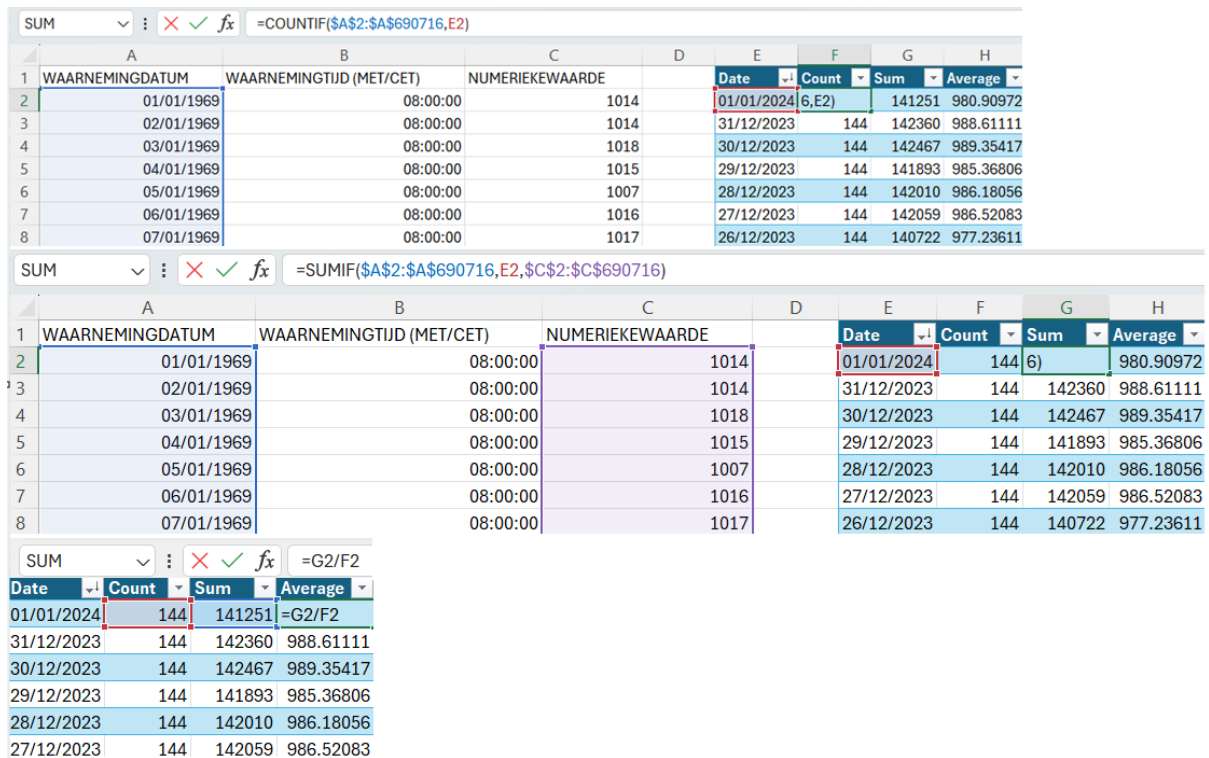 SUM =COUNTIF($A$2:$A$690716,E2)
A B C D E F G H
1 WAARNEMINGDATUM WAARNEMINGTIJD (MET/CET) NUMERIEKEWAARDE Date Count Sum Average
2 01/01/1969 08:00:00 1014 01/01/2024 6,E2) 141251 980.90972
3 02/01/1969 08:00:00 1014 31/12/2023 144 142360 988.61111
4 03/01/1969 08:00:00 1018 30/12/2023 144 142467 989.35417
5 04/01/1969 08:00:00 1015 29/12/2023 144 141893 985.36806
6 05/01/1969 08:00:00 1007 28/12/2023 144 142010 986.18056
7 06/01/1969 08:00:00 1016 27/12/2023 144 142059 986.52083
8 07/01/1969 08:00:00 1017 26/12/2023 144 140722 977.23611
SUM fx =SUMIF($A$2:$A$690716,E2,$C$2:$C$690716)
A B C D E F G H
1 WAARNEMINGDATUM WAARNEMINGTIJD (MET/CET) NUMERIEKEWAARDE Date Count Sum Average
2 01/01/1969 08:00:00 1014 01/01/2024 144 6) 980.90972
3 02/01/1969 08:00:00 1014 31/12/2023 144 142360 988.61111
4 03/01/1969 08:00:00 1018 30/12/2023 144 142467 989.35417
5 04/01/1969 08:00:00 1015 29/12/2023 144 141893 985.36806
6 05/01/1969 08:00:00 1007 28/12/2023 144 142010 986.18056
7 06/01/1969 08:00:00 1016 27/12/2023 144 142059 986.52083
8 07/01/1969 08:00:00 1017 26/12/2023 144 140722 977.23611
SUM fx =G2/F2
Date Count Sum Average
01/01/2024 144 141251 =G2/F2
31/12/2023 144 142360 988.61111
30/12/2023 144 142467 989.35417
29/12/2023 144 141893 985.36806
28/12/2023 144 142010 986.18056
27/12/2023 144 142059 986.52083